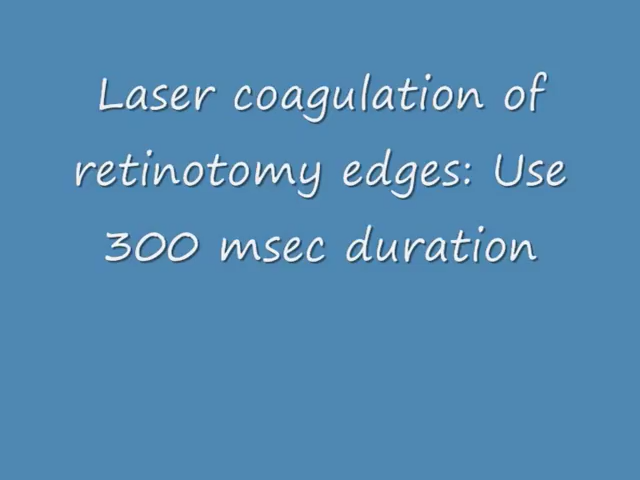 Laser coagulation of
retinotomy edges: Use
300 msec duration